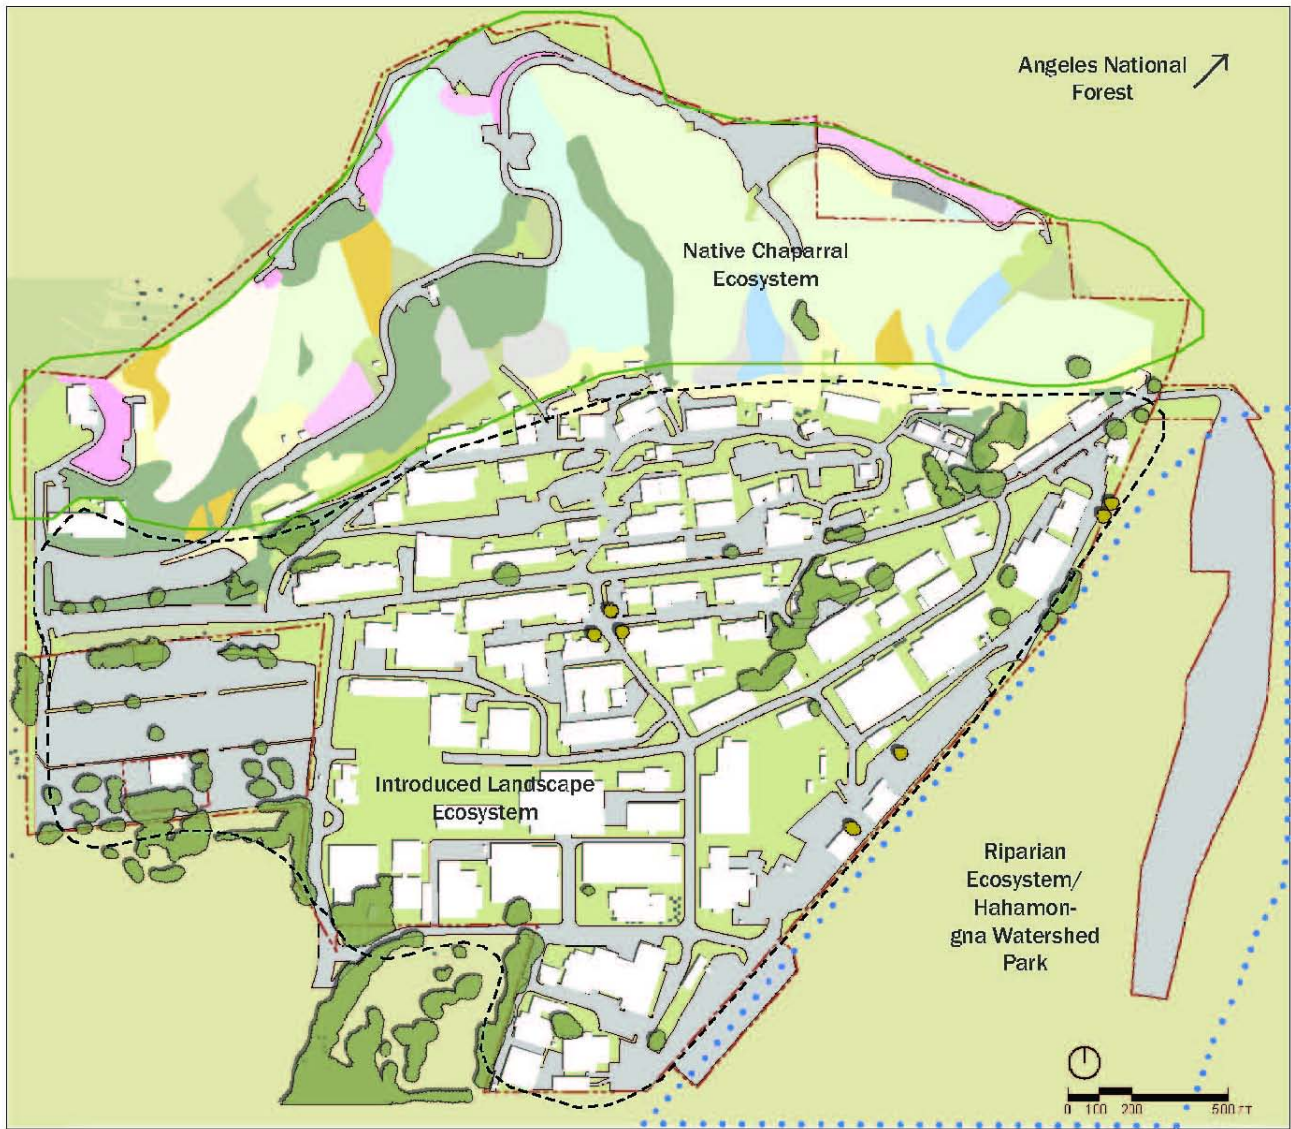 Angeles National
Forest
Native Chaparral
Ecosystem
Introduced Landscape
Ecosystem
Riparian
Ecosystem/
Hahamon-
gna Watershed
Park
0 100 200 500 FT